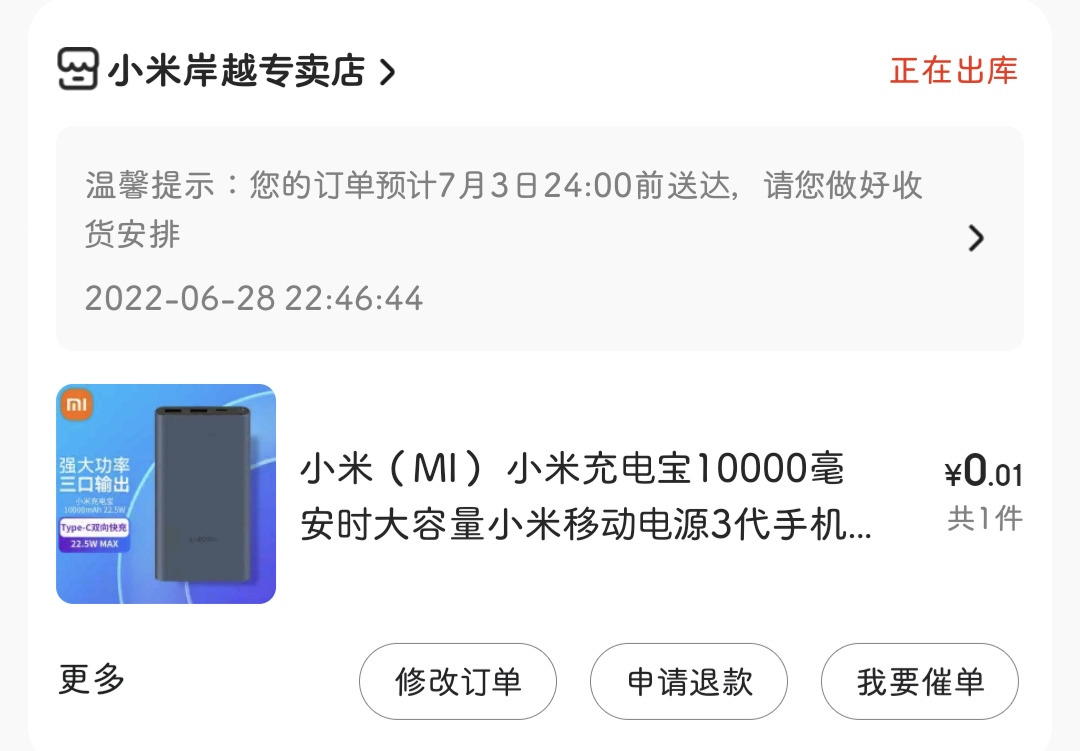 小米岸越专卖店
正在出库
温馨提示：您的订单预计7月3日24:00前送达，请您做好收
货安排
2022-06-28 22:46:44
mi
强大功率
三口输出
小米充电宝
10000mAh 22.5W
Type-C双向快充
22.5W MAX
小米（MI）小米充电宝10000毫
安时大容量小米移动电源3代手机...
¥0.01
共1件
更多
修改订单
申请退款
我要催单